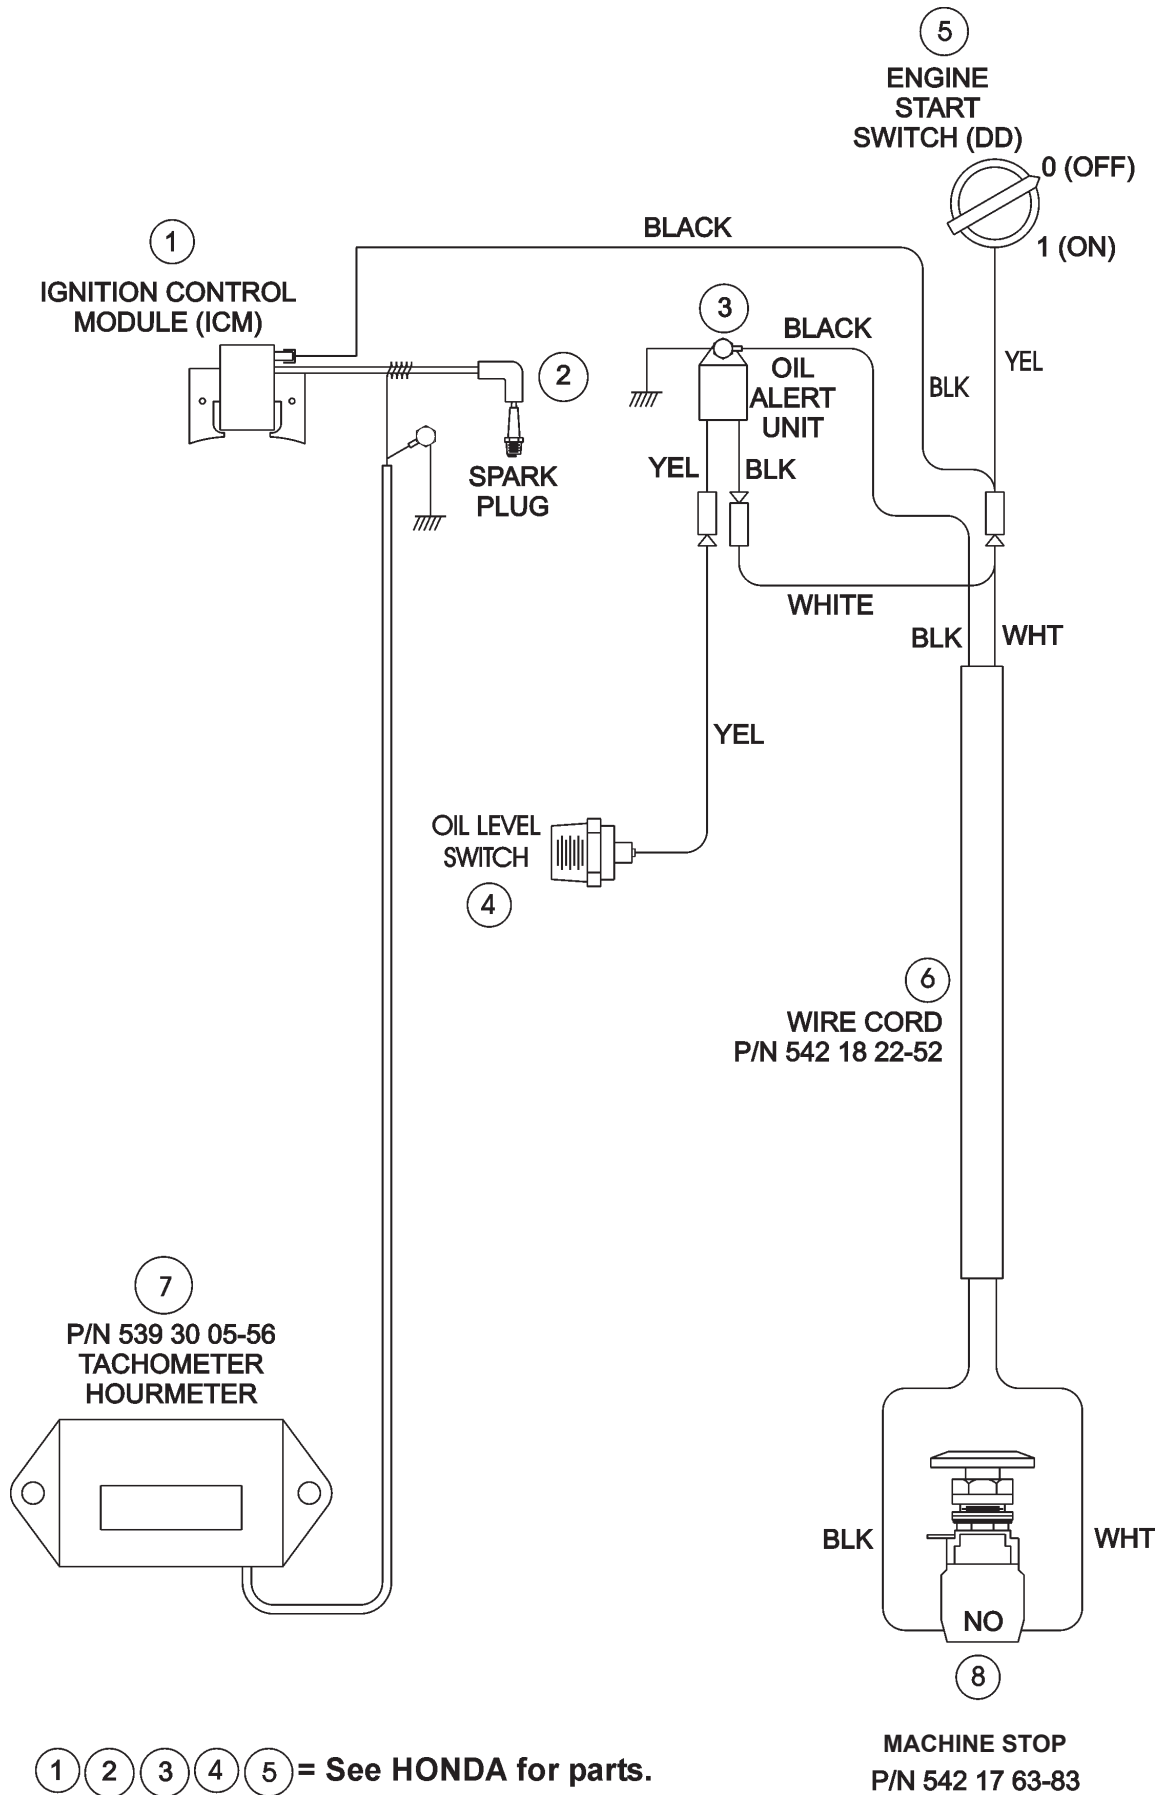 5
ENGINE
START
SWITCH (DD)
0 (OFF)
1 (ON)
BLACK
1
IGNITION CONTROL
MODULE (ICM)
3
BLACK
OIL
ALERT
UNIT
YEL
BLK
2
SPARK
PLUG
YEL
BLK
WHITE
BLK
WHT
YEL
OIL LEVEL
SWITCH
4
6
WIRE CORD
P/N 542 18 22-52
7
P/N 539 30 05-56
TACHOMETER
HOURMETER
BLK
WHT
NO
8
MACHINE STOP
P/N 542 17 63-83
1 2 3 4 5 = See HONDA for parts.